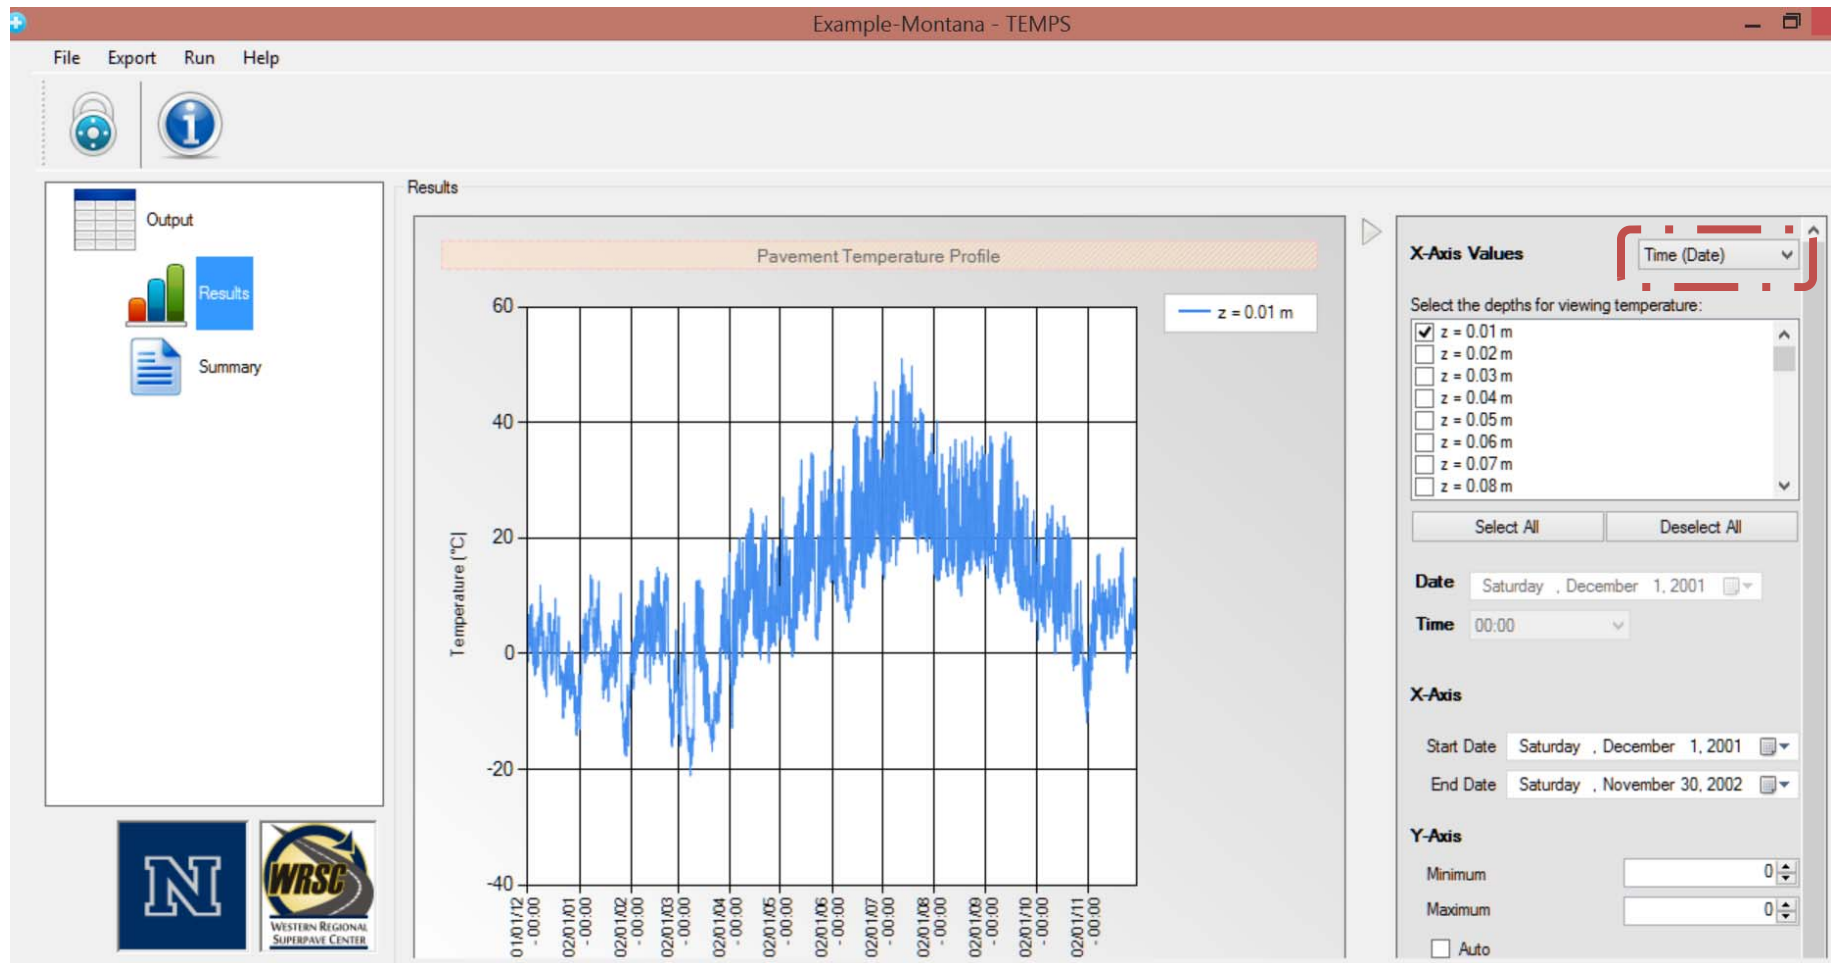 Example-Montana - TEMPS
File Export Run Help
Output
Results
Summary
N
WRSC
WESTERN REGIONAL
SUPERPAVE CENTER
Results
Pavement Temperature Profile
z = 0.01 m
Temperature (°C)
60
40
20
0
-20
-40
01/01/12 - 00:00
02/01/01 - 00:00
02/01/02 - 00:00
02/01/03 - 00:00
02/01/04 - 00:00
02/01/05 - 00:00
02/01/06 - 00:00
02/01/07 - 00:00
02/01/08 - 00:00
02/01/09 - 00:00
02/01/10 - 00:00
02/01/11 - 00:00
X-Axis Values Time (Date)
Select the depths for viewing temperature:
z = 0.01 m
z = 0.02 m
z = 0.03 m
z = 0.04 m
z = 0.05 m
z = 0.06 m
z = 0.07 m
z = 0.08 m
Select All Deselect All
Date Saturday , December 1, 2001
Time 00:00
X-Axis
Start Date Saturday , December 1, 2001
End Date Saturday , November 30, 2002
Y-Axis
Minimum 0
Maximum 0
Auto